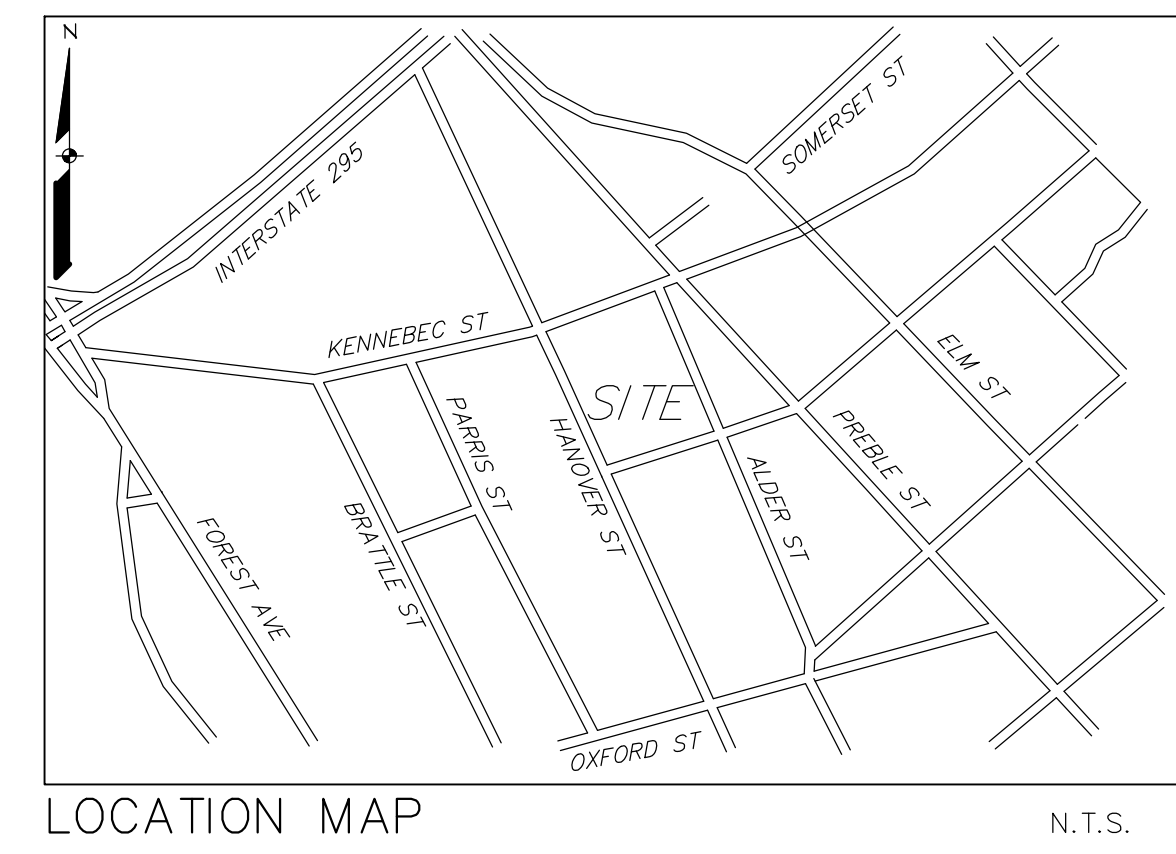 N
INTERSTATE 295
SOMERSET ST
KENNEBEC ST
ELM ST
SITE
PARRIS ST
HANOVER ST
PREBLE ST
ALDER ST
BRATTLE ST
FOREST AVE
OXFORD ST
LOCATION MAP
N.T.S.